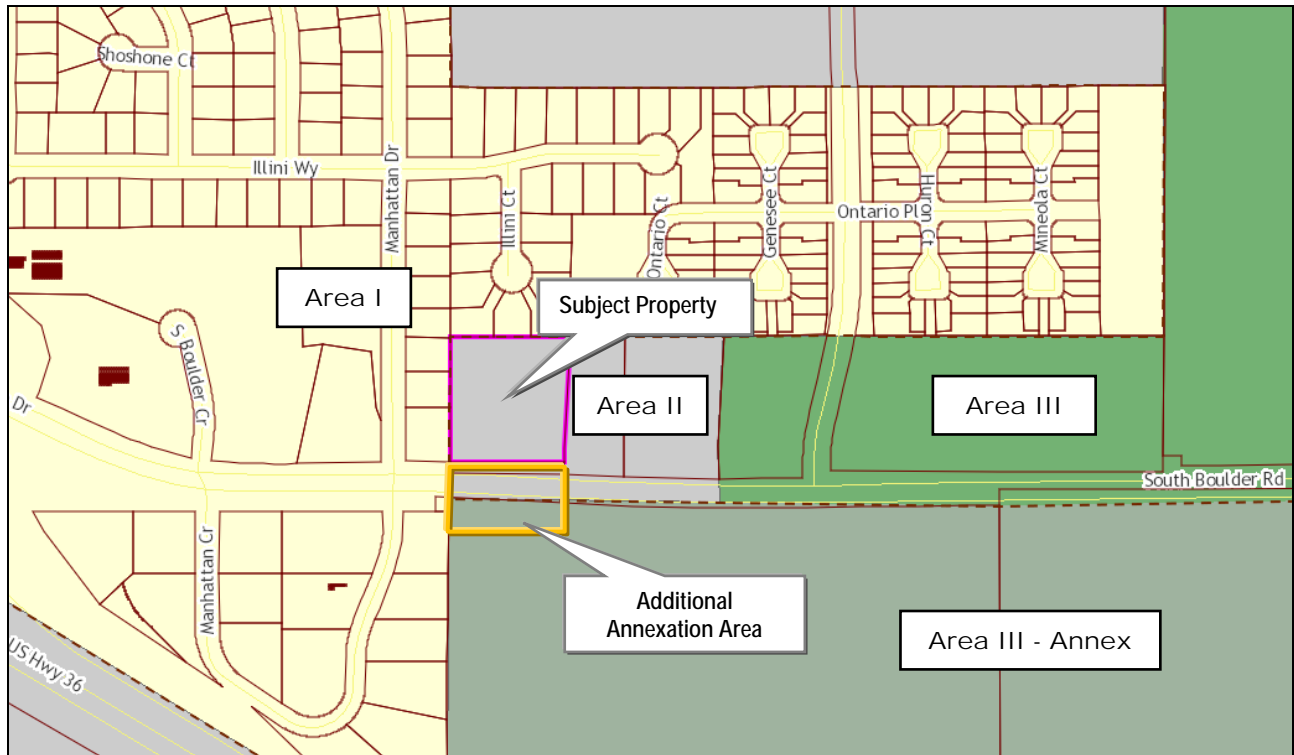 Shoshone Ct
Illini Wy
Manhattan Dr
Manhattan Dr
Illini Ct
Ontario Ct
Genesee Ct
Ontario Pl
Huron Ct
Mineola Ct
Area I
Subject Property
S Boulder Cr
Dr
Area II
Area III
South Boulder Rd
Manhattan Cr
Additional
Annexation Area
Area III - Annex
US Hwy 36